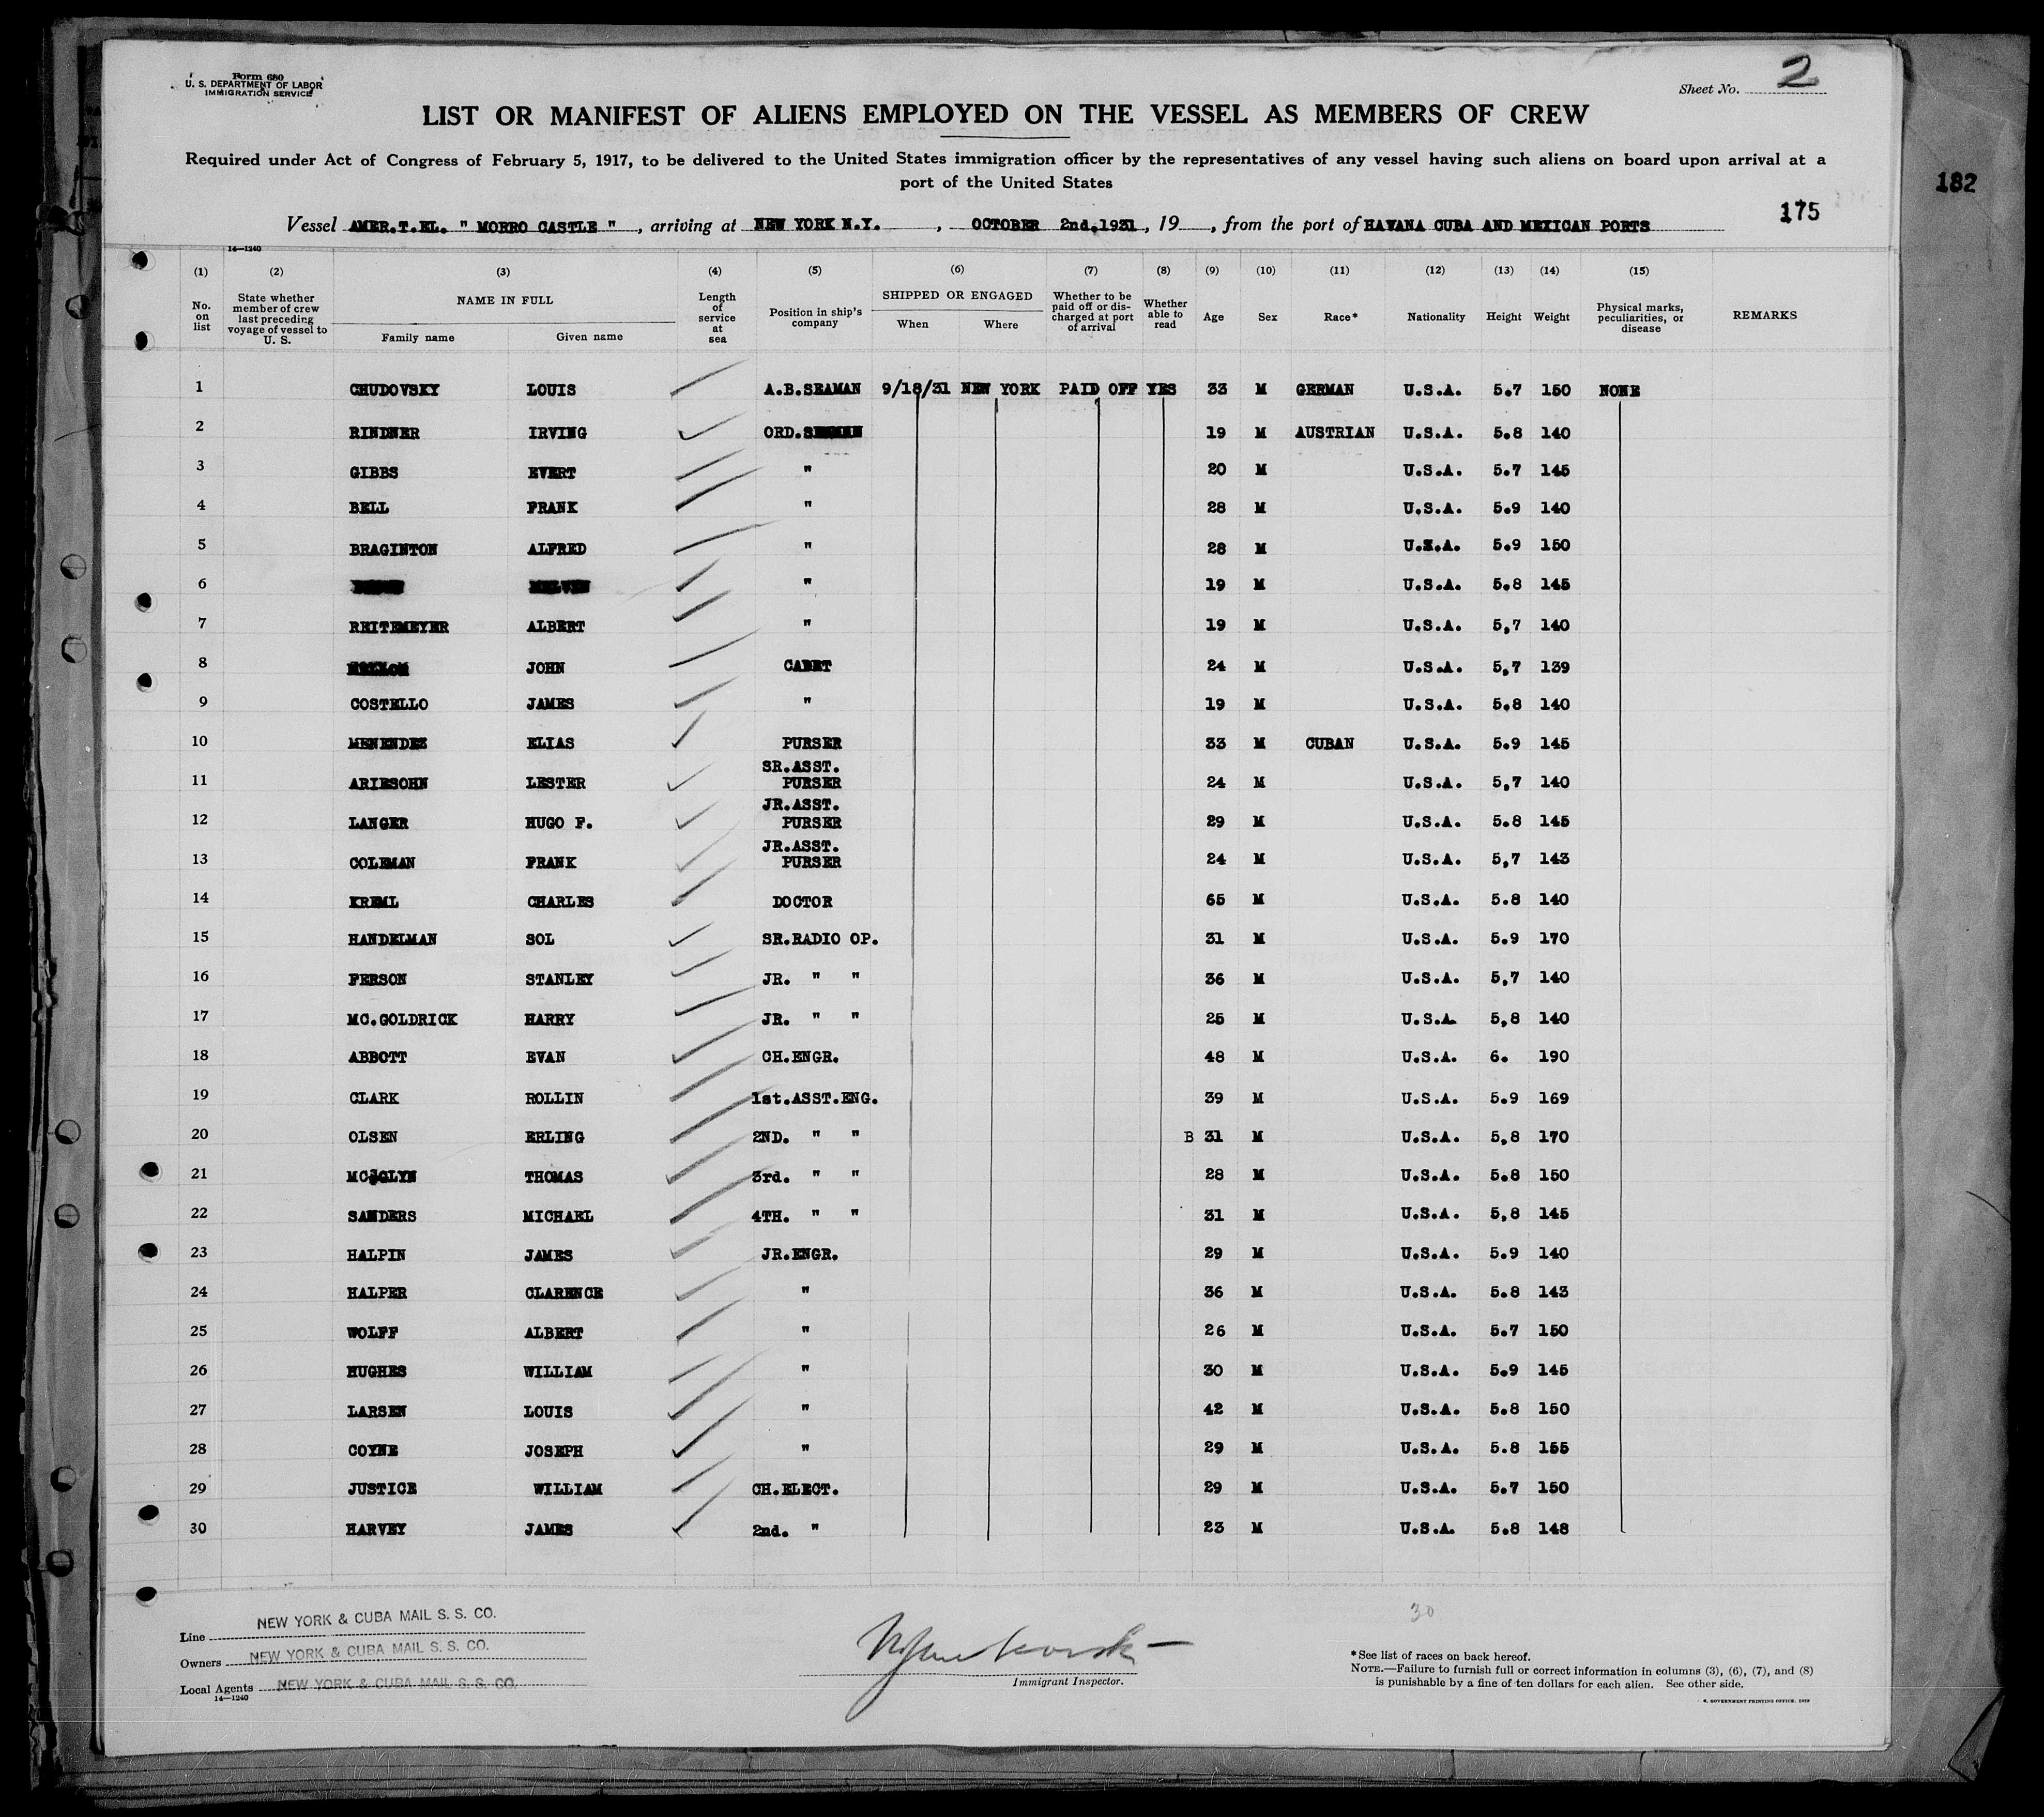 Form 680
U. S. DEPARTMENT OF LABOR
IMMIGRATION SERVICE
Sheet No. 2
LIST OR MANIFEST OF ALIENS EMPLOYED ON THE VESSEL AS MEMBERS OF CREW
Required under Act of Congress of February 5, 1917, to be delivered to the United States immigration officer by the representatives of any vessel having such aliens on board upon arrival at a
port of the United States
182
175
Vessel AMER.T.EL. " MORRO CASTLE " , arriving at NEW YORK N.Y. , OCTOBER 2nd.1931, 19 , from the port of HAVANA CUBA AND MEXICAN PORTS
14—1240
(1) (2) (3) (4) (5) (6) (7) (8) (9) (10) (11) (12) (13) (14) (15)
No. on list
State whether member of crew last preceding voyage of vessel to U. S.
NAME IN FULL
Family name Given name
Length of service at sea
Position in ship's company
SHIPPED OR ENGAGED
When Where
Whether to be paid off or discharged at port of arrival
Whether able to read
Age Sex Race* Nationality Height Weight
Physical marks, peculiarities, or disease
REMARKS
1 CHUDOVSKY LOUIS A.B.SEAMAN 9/18/31 NEW YORK PAID OFF YES 33 M GERMAN U.S.A. 5.7 150 NONE
2 RINDNER IRVING ORD. 19 M AUSTRIAN U.S.A. 5.8 140
3 GIBBS EVERT " 20 M U.S.A. 5.7 145
4 BELL FRANK " 28 M U.S.A. 5.9 140
5 BRAGINTON ALFRED " 28 M 5.9 150
6 " 19 M U.S.A. 5.8 145
7 REITEMEYER ALBERT " 19 M U.S.A. 5,7 140
8 JOHN CADET 24 M U.S.A. 5,7 139
9 COSTELLO JAMES " 19 M U.S.A. 5.8 140
10 MENENDEZ ELIAS PURSER 33 M CUBAN U.S.A. 5.9 145
11 ARIESOHN LESTER SR.ASST. PURSER 24 M U.S.A. 5,7 140
12 LANGER HUGO F. JR.ASST. PURSER 29 M U.S.A. 5.8 145
13 COLEMAN FRANK JR.ASST. PURSER 24 M U.S.A. 5,7 143
14 KREML CHARLES DOCTOR 65 M U.S.A. 5.8 140
15 HANDELMAN SOL SR.RADIO OP. 31 M U.S.A. 5.9 170
16 FERSON STANLEY JR. " " 36 M U.S.A. 5,7 140
17 MC.GOLDRICK HARRY JR. " " 25 M U.S.A. 5,8 140
18 ABBOTT EVAN CH.ENGR. 48 M U.S.A. 6. 190
19 CLARK ROLLIN 1st.ASST.ENG. 39 M U.S.A. 5.9 169
20 OLSEN ERLING 2ND. " " B 31 M U.S.A. 5,8 170
21 THOMAS 3rd. " " 28 M U.S.A. 5.8 150
22 SANDERS MICHAEL 4TH. " " 31 M U.S.A. 5,8 145
23 HALPIN JAMES JR.ENGR. 29 M U.S.A. 5.9 140
24 HALPER CLARENCE " 36 M U.S.A. 5.8 143
25 WOLFF ALBERT " 26 M U.S.A. 5.7 150
26 HUGHES WILLIAM " 30 M U.S.A. 5.9 145
27 LARSEN LOUIS " 42 M U.S.A. 5.8 150
28 COYNE JOSEPH " 29 M U.S.A. 5.8 155
29 JUSTICE WILLIAM CH.ELECT. 29 M U.S.A. 5.7 150
30 HARVEY JAMES 2nd. " 23 M U.S.A. 5.8 148
30
Line NEW YORK & CUBA MAIL S. S. CO.
Owners NEW YORK & CUBA MAIL S. S. CO.
Local Agents NEW YORK & CUBA MAIL S. S. CO.
14—1240
Immigrant Inspector.
*See list of races on back hereof.
NOTE.—Failure to furnish full or correct information in columns (3), (6), (7), and (8)
is punishable by a fine of ten dollars for each alien. See other side.
GOVERNMENT PRINTING OFFICE.